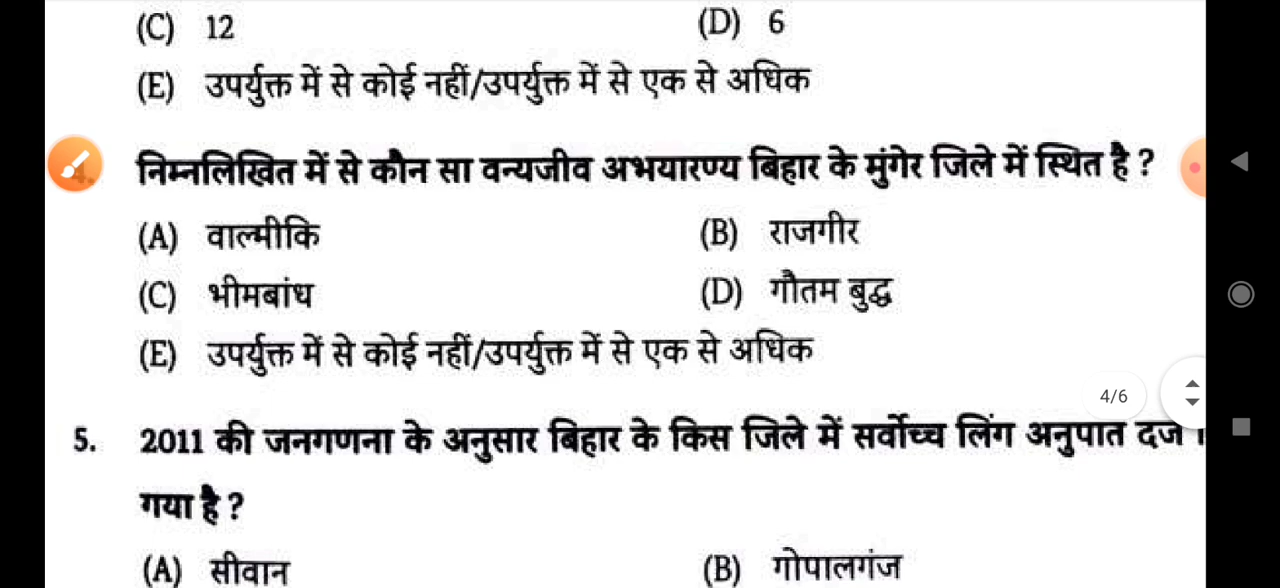 (C) 12 (D) 6
(E) उपर्युक्त में से कोई नहीं/उपर्युक्त में से एक से अधिक
4. निम्नलिखित में से कौन सा वन्यजीव अभयारण्य बिहार के मुंगेर जिले में स्थित है ?
(A) वाल्मीकि (B) राजगीर
(C) भीमबांध (D) गौतम बुद्ध
(E) उपर्युक्त में से कोई नहीं/उपर्युक्त में से एक से अधिक
4/6
5. 2011 की जनगणना के अनुसार बिहार के किस जिले में सर्वोच्च लिंग अनुपात
गया है ?
(A) सीवान (B) गोपालगंज